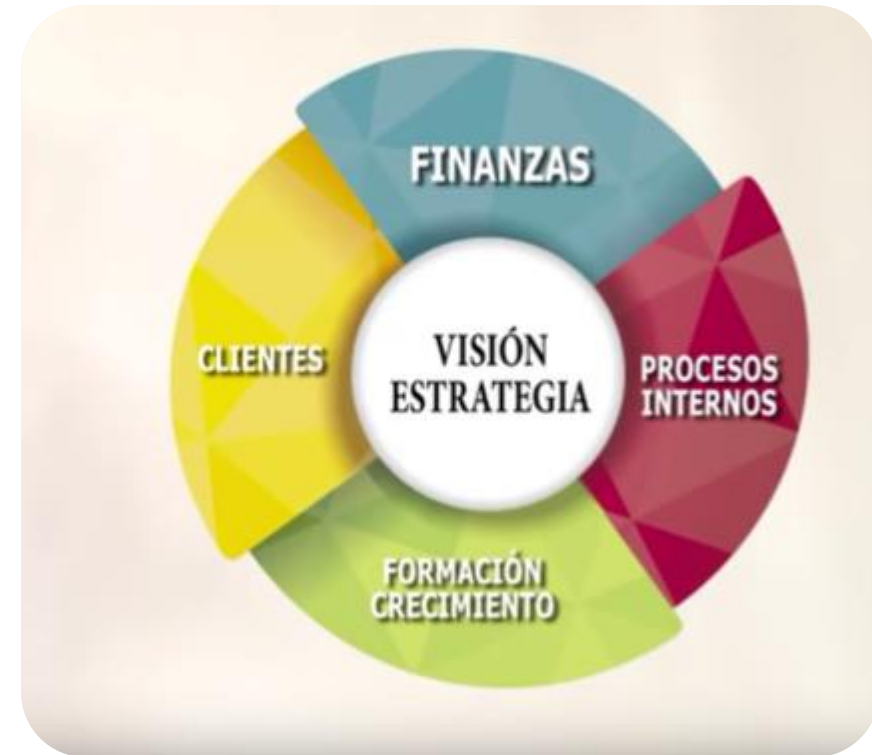 FINANZAS
CLIENTES
VISIÓN
ESTRATEGIA
PROCESOS
INTERNOS
FORMACIÓN
CRECIMIENTO